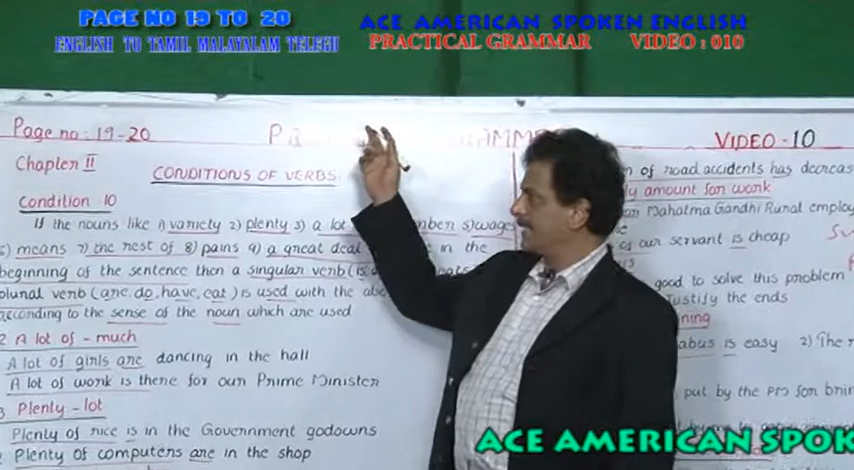 PAGE NO 19 TO 20
ENGLISH TO TAMIL MALAYALAM TELEGU
ACE AMERICAN SPOKEN ENGLISH
PRACTICAL GRAMMAR VIDEO : 010
Page no: 19-20
VIDEO - 10
Chapter II
CONDITIONS OF VERBS
Condition 10
If the nouns like 1) variety 2) plenty 3) a lot
6) means 7) the rest of 8) pains 9) a great deal in the
beginning of the sentence then a singular verb (is
plural verb (are, do, have, eat) is used with the
according to the sense of the noun which are used
2 A lot of - much
A lot of girls are dancing in the hall
A lot of work is there for our Prime Minister
3 Plenty - lot
Plenty of rice is in the Government godowns
Plenty of computers are in the shop
of road accidents has decreas
amount for work
Mahatma Gandhi Rural employ
of our servant is cheap
good to solve this problem
Justify the ends
is easy 2) The r
put by the
ACE AMERICAN SPOK